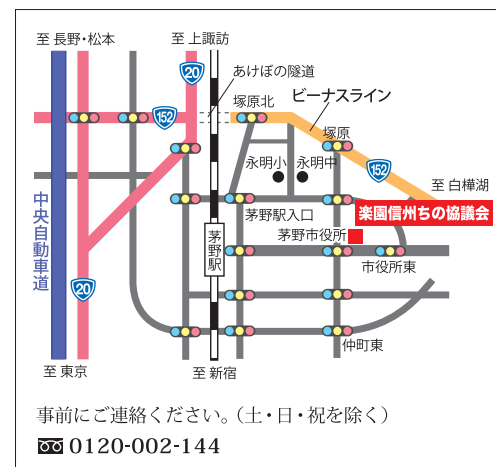 至 長野・松本
至 上諏訪
20
あけぼの隧道
ビーナスライン
152
塚原北
塚原
永明小
永明中
152
至 白樺湖
中央自動車道
茅野駅入口
楽園信州ちの協議会
茅野市役所
茅野駅
市役所東
20
仲町東
至 東京
至 新宿
事前にご連絡ください。（土・日・祝を除く）
0120-002-144